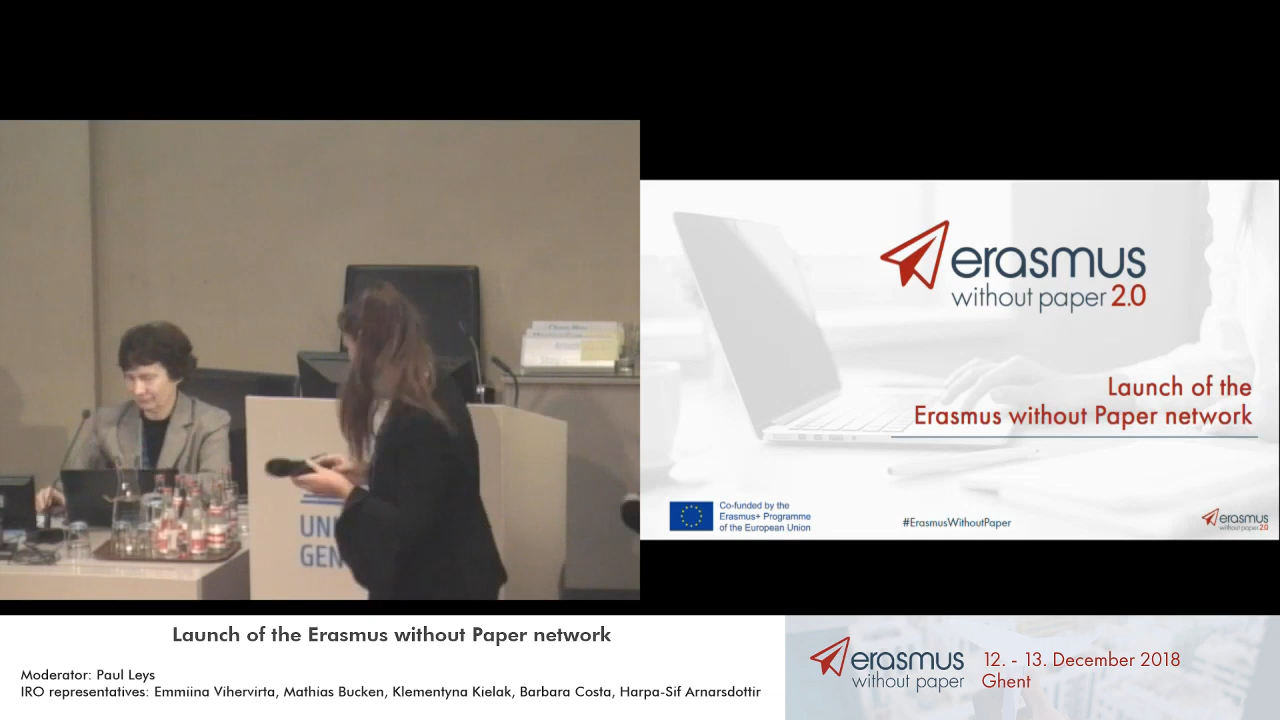 UNI
GEN
erasmus
without paper 2.0
Launch of the
Erasmus without Paper network
Co-funded by the
Erasmus+ Programme
of the European Union
#ErasmusWithoutPaper
erasmus
without paper 2.0
Launch of the Erasmus without Paper network
Moderator: Paul Leys
IRO representatives: Emmiina Vihervirta, Mathias Bucken, Klementyna Kielak, Barbara Costa, Harpa-Sif Arnarsdottir
erasmus
without paper
12. - 13. December 2018
Ghent